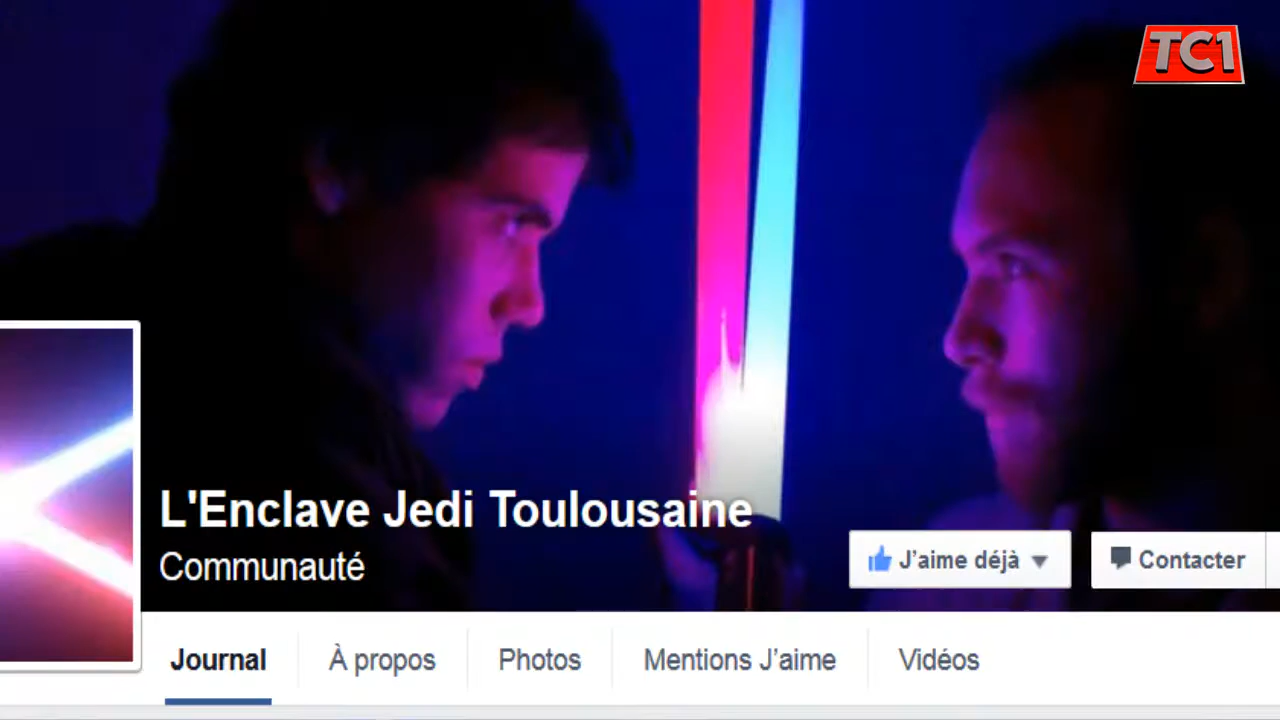 TC1
L'Enclave Jedi Toulousaine
Communauté
J'aime déjà
Contacter
Journal
À propos
Photos
Mentions J'aime
Vidéos